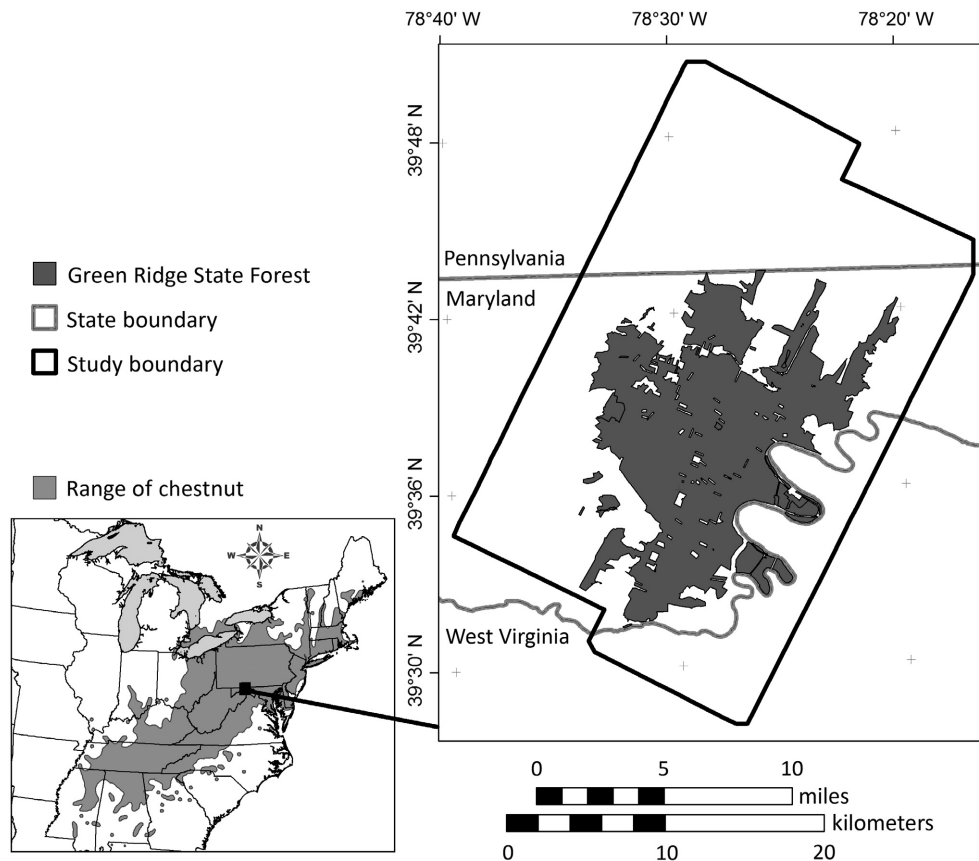 78°40' W 78°30' W 78°20' W
39°48' N
Pennsylvania
Maryland
39°42' N
Green Ridge State Forest
State boundary
Study boundary
39°36' N
Range of chestnut
N
W E
S
West Virginia
39°30' N
0 5 10
miles
kilometers
0 10 20